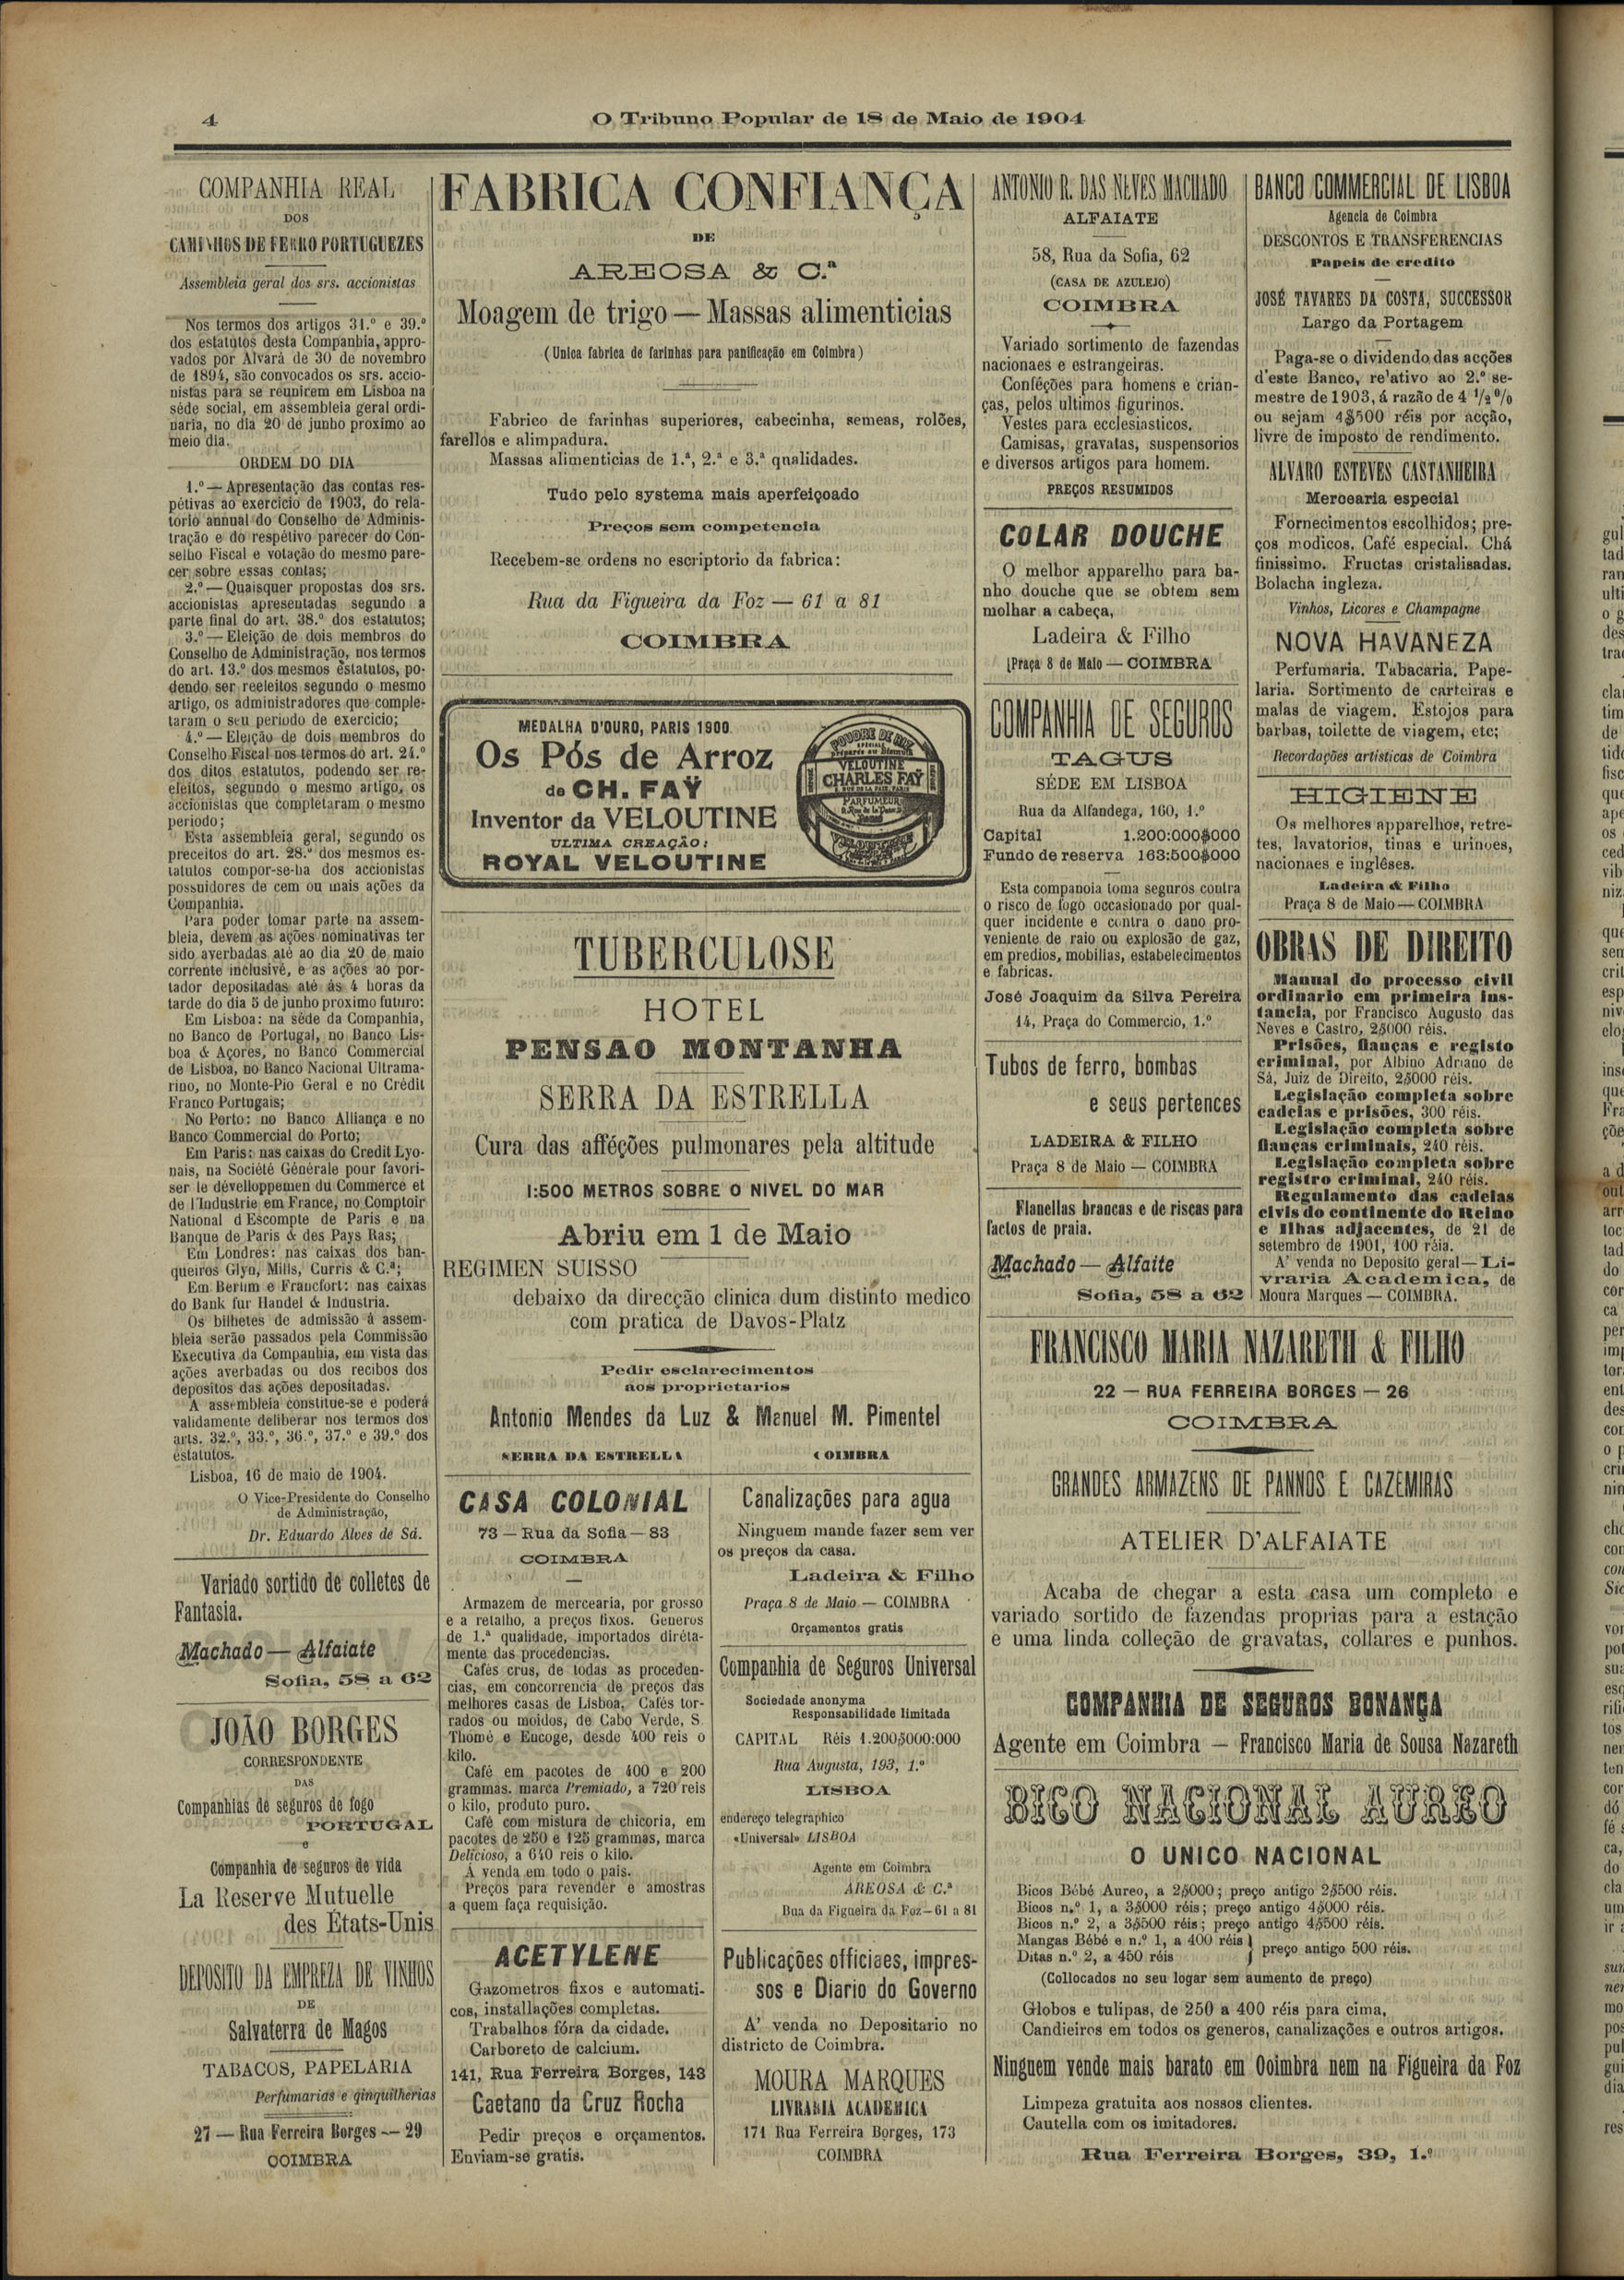 4
O Tribuno Popular de 18 de Maio de 1904
COMPANHIA REAL
DOS
CAMINHOS DE FERRO PORTUGUEZES
Assembleia geral dos srs. accionistas
Nos termos dos artigos 31.º e 39.º
dos estatutos desta Companhia, appro-
vados por Alvará de 30 de novembro
de 1894, são convocados os srs. accio-
nistas para se reunirem em Lisboa na
séde social, em assembleia geral ordi-
naria, no dia 20 de junho proximo ao
meio dia.
ORDEM DO DIA
1.º — Apresentação das contas res-
pétivas ao exercicio de 1903, do rela-
torio annual do Conselho de Adminis-
tração e do respétivo parecer do Con-
selho Fiscal e votação do mesmo pare-
cer sobre essas contas;
2.º — Quaisquer propostas dos srs.
accionistas apresentadas segundo a
parte final do art. 38.º dos estatutos;
3.º — Eleição de dois membros do
Conselho de Administração, nos termos
do art. 13.º dos mesmos estatutos, po-
dendo ser reeleitos segundo o mesmo
artigo, os administradores que comple-
taram o seu periodo de exercicio;
4.º — Eleição de dois membros do
Conselho Fiscal nos termos do art. 24.º
dos ditos estatutos, podendo ser re-
eleitos, segundo o mesmo artigo, os
accionistas que completaram o mesmo
periodo;
Esta assembleia geral, segundo os
preceitos do art. 28.º dos mesmos es-
tatutos compor-se-ha dos accionistas
possuidores de cem ou mais ações da
Companhia.
Para poder tomar parte na assem-
bleia, devem as ações nominativas ter
sido averbadas até ao dia 20 de maio
corrente inclusivé, e as ações ao por-
tador depositadas até ás 4 horas da
tarde do dia 5 de junho proximo futuro:
Em Lisboa: na séde da Companhia,
no Banco de Portugal, no Banco Lis-
boa & Açores, no Banco Commercial
de Lisboa, no Banco Nacional Ultrama-
rino, no Monte-Pio Geral e no Crédit
Franco Portugais;
No Porto: no Banco Alliança e no
Banco Commercial do Porto;
Em Paris: nas caixas do Credit Lyo-
nais, na Société Générale pour favori-
ser le dévelloppemen du Commerce et
de l'Industrie em France, no Comptoir
National d Escompte de Paris e na
Banque de Paris & des Pays Ras;
Em Londres: nas caixas dos ban-
queiros Glyn, Mills, Curris & C.ª;
Em Berlim e Francfort: nas caixas
do Bank fur Handel & Industria.
Os bilhetes de admissão á assem-
bleia serão passados pela Commissão
Executiva da Companhia, em vista das
ações averbadas ou dos recibos dos
depositos das ações depositadas.
A assembleia constitue-se e poderá
validamente deliberar nos termos dos
arts. 32.º, 33.º, 36.º, 37.º e 39.º dos
estatutos.
Lisboa, 16 de maio de 1904.
O Vice-Presidente do Conselho
de Administração,
Dr. Eduardo Alves de Sá.
Variado sortido de colletes de
Fantasia.
Machado — Alfaiate
Sofia, 58 a 62
JOÃO BORGES
CORRESPONDENTE
DAS
Companhias de seguros de fogo
PORTUGAL
e
Companhia de seguros de vida
La Reserve Mutuelle
des États-Unis
DEPOSITO DA EMPREZA DE VINHOS
DE
Salvaterra de Magos
TABACOS, PAPELARIA
Perfumarias e qinquilherias
27 — Rua Ferreira Borges — 29
COIMBRA
FABRICA CONFIANÇA
DE
AREOSA & C.ª
Moagem de trigo — Massas alimenticias
(Unica fabrica de farinhas para panificação em Coimbra)
Fabrico de farinhas superiores, cabecinha, semeas, rolões,
farellos e alimpadura.
Massas alimenticias de 1.ª, 2.ª e 3.ª qualidades.
Tudo pelo systema mais aperfeiçoado
Preços sem competencia
Recebem-se ordens no escriptorio da fabrica:
Rua da Figueira da Foz — 61 a 81
COIMBRA
MEDALHA D'OURO, PARIS 1900
Os Pós de Arroz
de CH. FAŸ
Inventor da VELOUTINE
ULTIMA CREAÇÃO:
ROYAL VELOUTINE
POUDRE DE RIZ
SPÉCIALE
VELOUTINE
CHARLES FAŸ
PARFUMEUR
TUBERCULOSE
HOTEL
PENSAO MONTANHA
SERRA DA ESTRELLA
Cura das afféções pulmonares pela altitude
1:500 METROS SOBRE O NIVEL DO MAR
Abriu em 1 de Maio
REGIMEN SUISSO
debaixo da direcção clinica dum distinto medico
com pratica de Davos-Platz
Pedir esclarecimentos
aos proprietarios
Antonio Mendes da Luz & Manuel M. Pimentel
SERRA DA ESTRELLA COIMBRA
CASA COLONIAL
73 — Rua da Sofia — 83
COIMBRA
Armazem de mercearia, por grosso
e a retalho, a preços fixos. Generos
de 1.ª qualidade, importados diréta-
mente das procedencias.
Cafés crus, de todas as proceden-
cias, em concorrencia de preços das
melhores casas de Lisboa. Cafés tor-
rados ou moidos, de Cabo Verde, S.
Thomé e Encoge, desde 400 reis o
kilo.
Café em pacotes de 400 e 200
grammas. marca Premiado, a 720 reis
o kilo, produto puro.
Café com mistura de chicoria, em
pacotes de 250 e 125 grammas, marca
Delicioso, a 640 reis o kilo.
Á venda em todo o pais.
Preços para revender e amostras
a quem faça requisição.
ACETYLENE
Gazometros fixos e automati-
cos, installações completas.
Trabalhos fóra da cidade.
Carboreto de calcium.
141, Rua Ferreira Borges, 143
Caetano da Cruz Rocha
Pedir preços e orçamentos.
Enviam-se gratis.
Canalizações para agua
Ninguem mande fazer sem ver
os preços da casa.
Ladeira & Filho
Praça 8 de Maio — COIMBRA
Orçamentos gratis
Companhia de Seguros Universal
Sociedade anonyma
Responsabilidade limitada
CAPITAL Réis 1.200$000:000
Rua Augusta, 193, 1.º
LISBOA
endereço telegraphico
«Universal» LISBOA
Agente em Coimbra
AREOSA & C.ª
Rua da Figueira da Foz — 61 a 81
Publicações officiaes, impres-
sos e Diario do Governo
A' venda no Depositario no
districto de Coimbra.
MOURA MARQUES
LIVRARIA ACADEMICA
171 Rua Ferreira Borges, 173
COIMBRA
ANTONIO R. DAS NEVES MACHADO
ALFAIATE
58, Rua da Sofia, 62
(CASA DE AZULEJO)
COIMBRA
Variado sortimento de fazendas
nacionaes e estrangeiras.
Conféções para homens e crian-
ças, pelos ultimos figurinos.
Vestes para ecclesiasticos.
Camisas, gravatas, suspensorios
e diversos artigos para homem.
PREÇOS RESUMIDOS
COLAR DOUCHE
O melhor apparelho para ba-
nho douche que se obtem sem
molhar a cabeça,
Ladeira & Filho
Praça 8 de Maio — COIMBRA
COMPANHIA DE SEGUROS
TAGUS
SÉDE EM LISBOA
Rua da Alfandega, 160, 1.º
Capital 1.200:000$000
Fundo de reserva 163:500$000
Esta companoia toma seguros contra
o risco de fogo occasionado por qual-
quer incidente e contra o dano pro-
veniente de raio ou explosão de gaz,
em predios, mobilias, estabelecimentos
e fabricas.
José Joaquim da Silva Pereira
14, Praça do Commercio, 1.º
Tubos de ferro, bombas
e seus pertences
LADEIRA & FILHO
Praça 8 de Maio — COIMBRA
Flanellas brancas e de riscas para
factos de praia.
Machado — Alfaite
Sofia, 58 a 62
BANCO COMMERCIAL DE LISBOA
Agencia de Coimbra
DESCONTOS E TRANSFERENCIAS
Papeis de credito
JOSÉ TAVARES DA COSTA, SUCCESSOR
Largo da Portagem
Paga-se o dividendo das acções
d'este Banco, re'ativo ao 2.º se-
mestre de 1903, á razão de 4 1/2 %
ou sejam 4$500 réis por acção,
livre de imposto de rendimento.
ALVARO ESTEVES CASTANHEIRA
Mercearia especial
Fornecimentos escolhidos; pre-
ços modicos. Café especial. Chá
finissimo. Fructas cristalisadas.
Bolacha ingleza.
Vinhos, Licores e Champagne
NOVA HAVANEZA
Perfumaria. Tabacaria. Pape-
laria. Sortimento de carteiras e
malas de viagem. Estojos para
barbas, toilette de viagem, etc;
Recordações artísticas de Coimbra
HIGIENE
Os melhores apparelhos, retre-
tes, lavatorios, tinas e urinoes,
nacionaes e inglêses.
Ladeira & Filho
Praça 8 de Maio — COIMBRA
OBRAS DE DIREITO
Manual do processo civil
ordinario em primeira ins-
tancia, por Francisco Augusto das
Neves e Castro, 2$000 réis.
Prisões, fianças e registo
criminal, por Albino Adriano de
Sá, Juiz de Direito, 2$000 réis.
Legislação completa sobre
cadeias e prisões, 300 réis.
Legislação completa sobre
fianças criminais, 240 réis.
Legislação completa sobre
registro criminal, 240 réis.
Regulamento das cadeias
civis do continente do Reino
e Ilhas adjacentes, de 21 de
setembro de 1901, 100 réia.
A' venda no Deposito geral — Li-
vraria Academica, de
Moura Marques — COIMBRA.
FRANCISCO MARIA NAZARETH & FILHO
22 — RUA FERREIRA BORGES — 26
COIMBRA
GRANDES ARMAZENS DE PANNOS E CAZEMIRAS
ATELIER D'ALFAIATE
Acaba de chegar a esta casa um completo e
variado sortido de fazendas proprias para a estação
e uma linda colleção de gravatas, collares e punhos.
COMPANHIA DE SEGUROS BONANÇA
Agente em Coimbra — Francisco Maria de Sousa Nazareth
BICO NACIONAL AUREO
O UNICO NACIONAL
Bicos Bébé Aureo, a 2$000; preço antigo 2$500 réis.
Bicos n.º 1, a 3$000 réis; preço antigo 4$000 réis.
Bicos n.º 2, a 3$500 réis; preço antigo 4$500 réis.
Mangas Bébé e n.º 1, a 400 réis
Ditas n.º 2, a 450 réis } preço antigo 500 réis.
(Collocados no seu logar sem aumento de preço)
Globos e tulipas, de 250 a 400 réis para cima,
Candieiros em todos os generos, canalizações e outros artigos.
Ninguem vende mais barato em Ooimbra nem na Figueira da Foz
Limpeza gratuita aos nossos clientes.
Cautella com os imitadores.
Rua Ferreira Borges, 39, 1.º